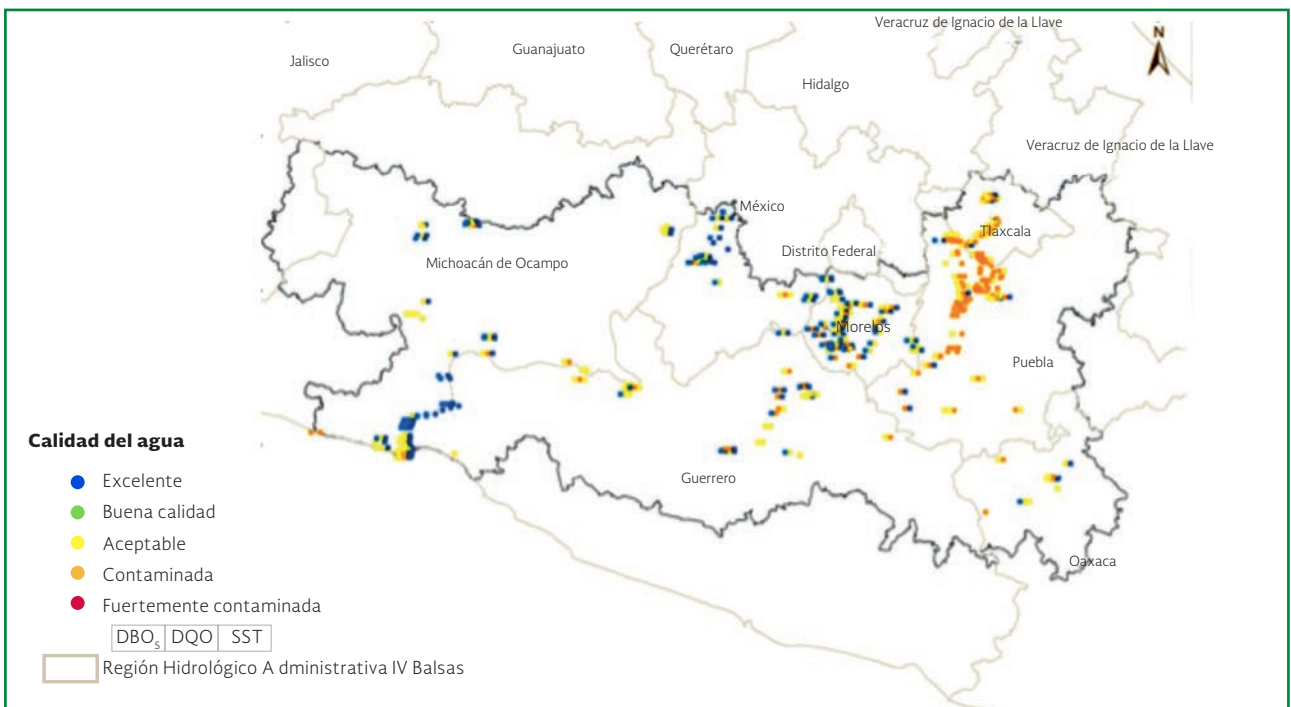 Veracruz de Ignacio de la Llave
N
Guanajuato
Querétaro
Jalisco
Hidalgo
Veracruz de Ignacio de la Llave
México
Tlaxcala
Distrito Federal
Michoacán de Ocampo
Morelos
Puebla
Calidad del agua
Guerrero
Excelente
Buena calidad
Aceptable
Oaxaca
Contaminada
Fuertemente contaminada
DBO5 DQO SST
Región Hidrológico A dministrativa IV Balsas